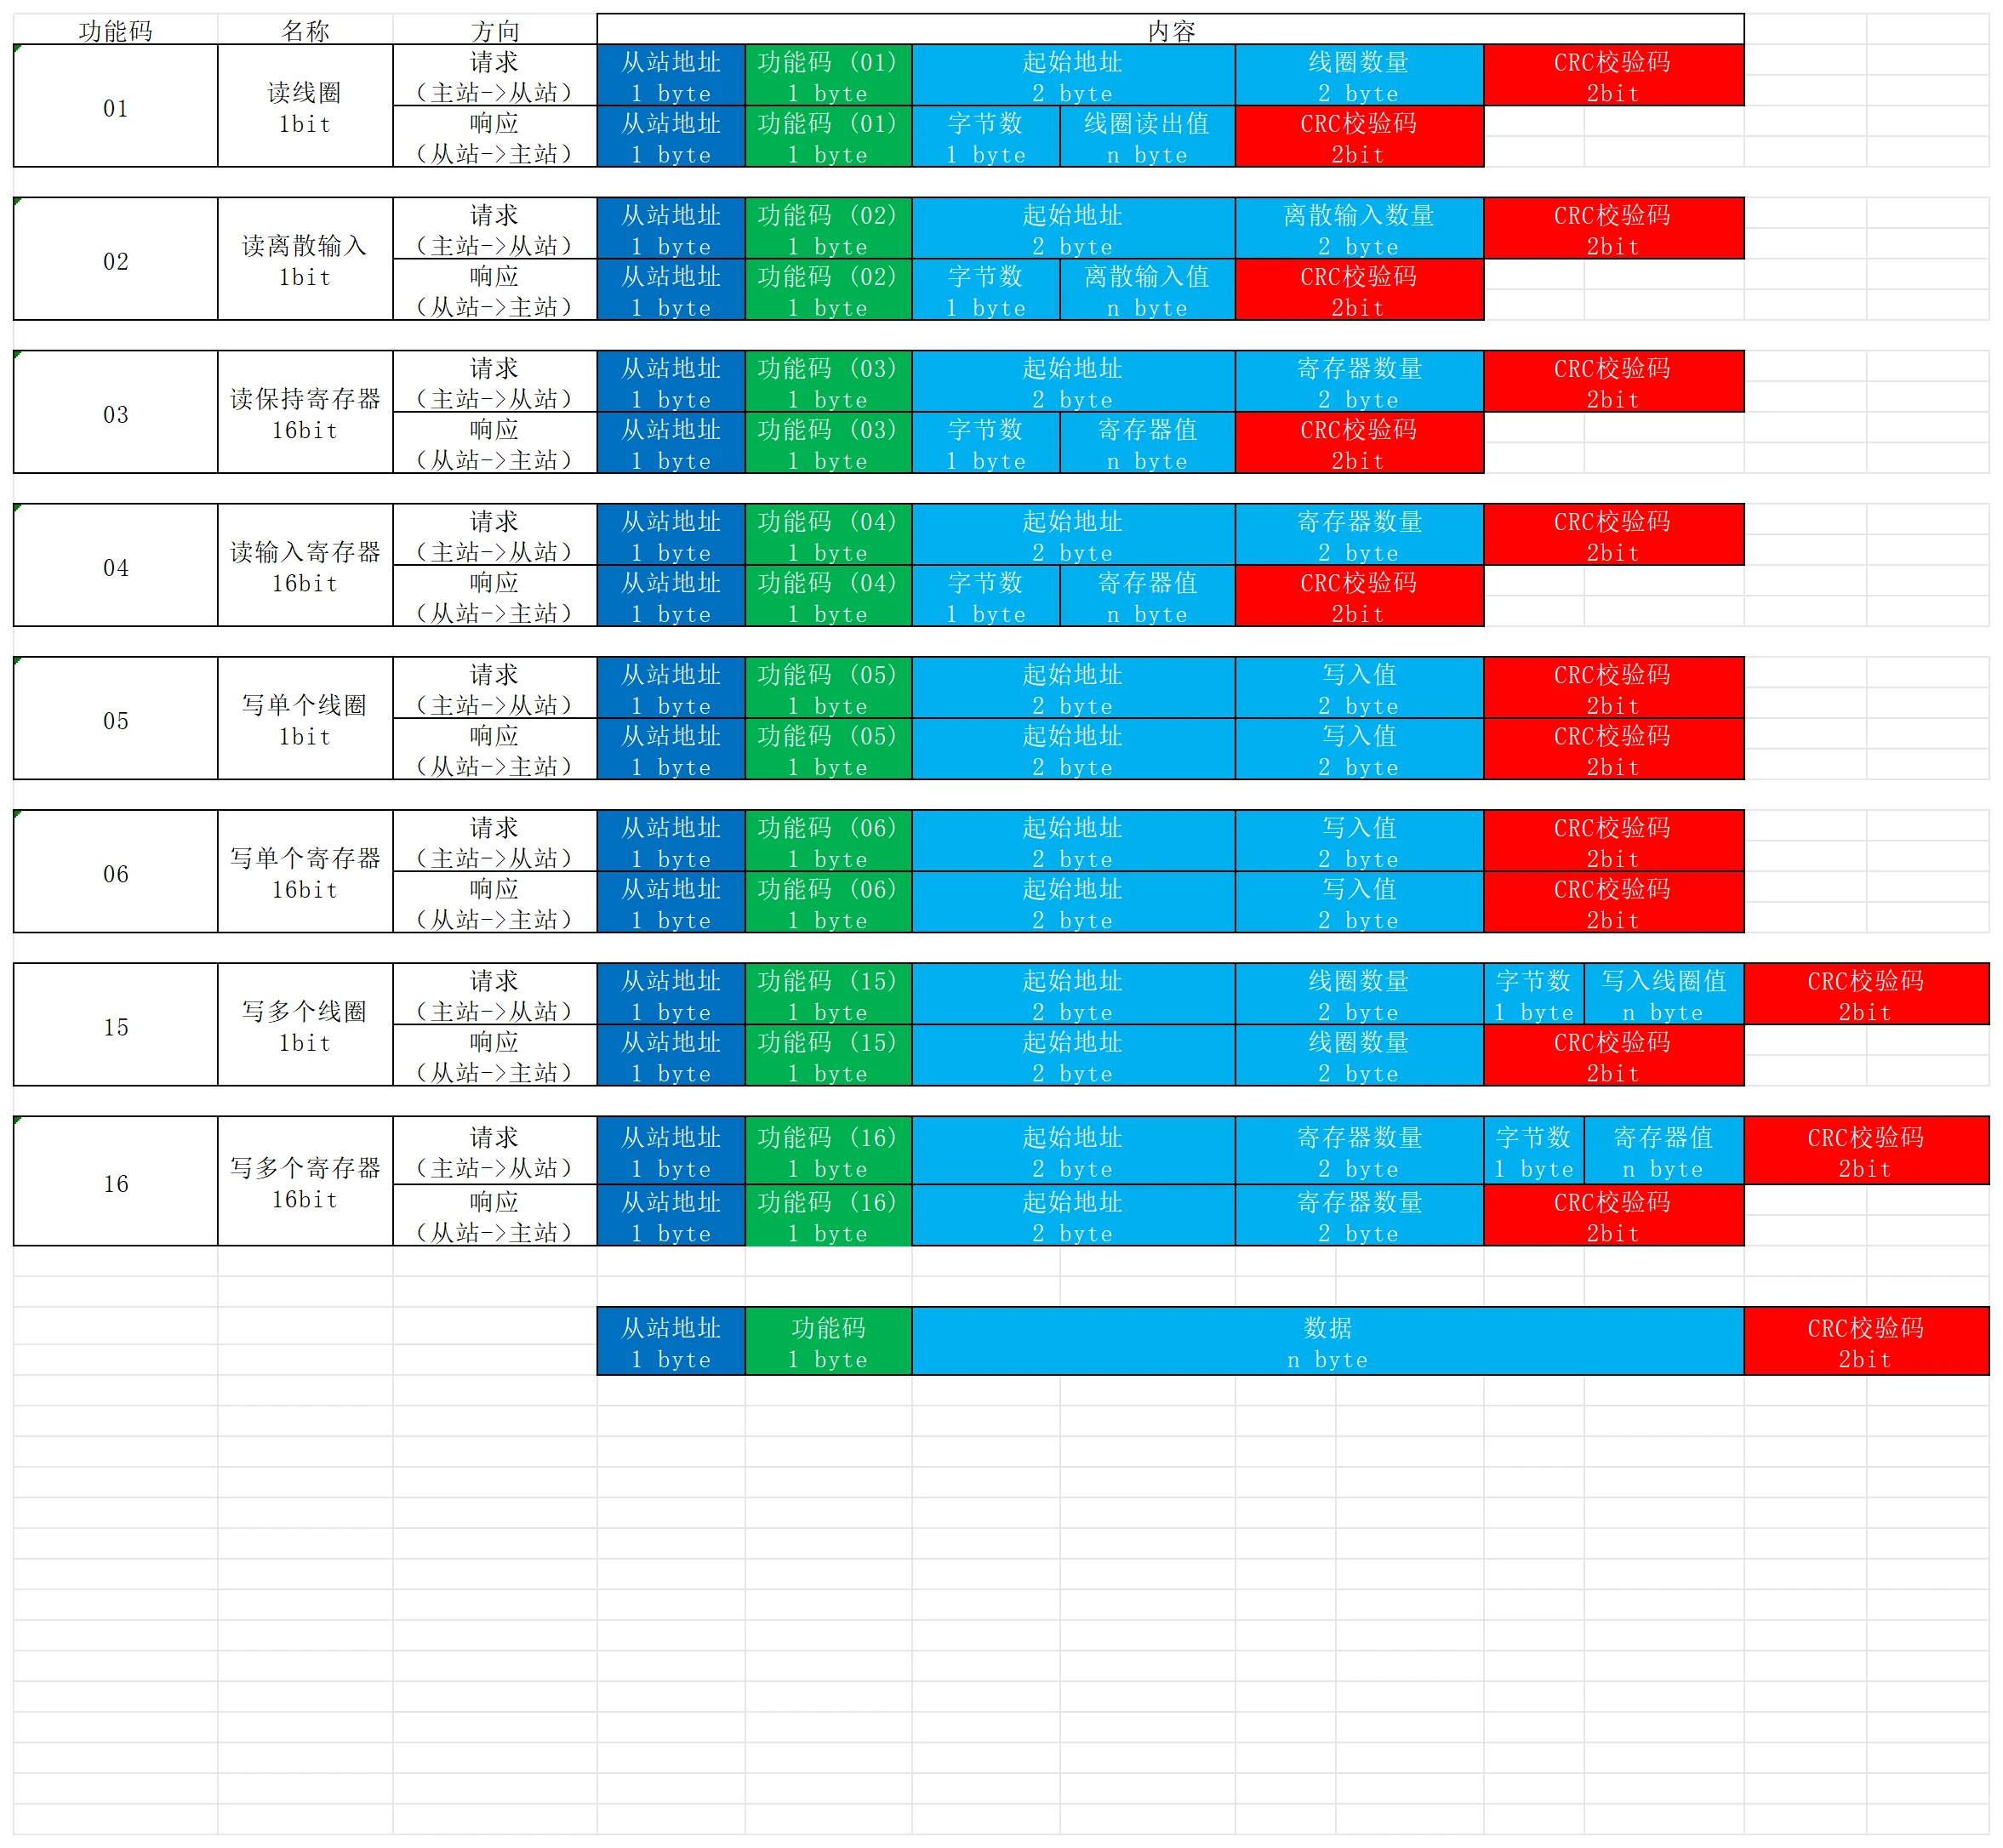 功能码 名称 方向 内容
01
读线圈
1bit
请求
（主站->从站）
从站地址
1 byte
功能码（01）
1 byte
起始地址
2 byte
线圈数量
2 byte
CRC校验码
2bit
响应
（从站->主站）
从站地址
1 byte
功能码（01）
1 byte
字节数
1 byte
线圈读出值
n byte
CRC校验码
2bit
02
读离散输入
1bit
请求
（主站->从站）
从站地址
1 byte
功能码（02）
1 byte
起始地址
2 byte
离散输入数量
2 byte
CRC校验码
2bit
响应
（从站->主站）
从站地址
1 byte
功能码（02）
1 byte
字节数
1 byte
离散输入值
n byte
CRC校验码
2bit
03
读保持寄存器
16bit
请求
（主站->从站）
从站地址
1 byte
功能码（03）
1 byte
起始地址
2 byte
寄存器数量
2 byte
CRC校验码
2bit
响应
（从站->主站）
从站地址
1 byte
功能码（03）
1 byte
字节数
1 byte
寄存器值
n byte
CRC校验码
2bit
04
读输入寄存器
16bit
请求
（主站->从站）
从站地址
1 byte
功能码（04）
1 byte
起始地址
2 byte
寄存器数量
2 byte
CRC校验码
2bit
响应
（从站->主站）
从站地址
1 byte
功能码（04）
1 byte
字节数
1 byte
寄存器值
n byte
CRC校验码
2bit
05
写单个线圈
1bit
请求
（主站->从站）
从站地址
1 byte
功能码（05）
1 byte
起始地址
2 byte
写入值
2 byte
CRC校验码
2bit
响应
（从站->主站）
从站地址
1 byte
功能码（05）
1 byte
起始地址
2 byte
写入值
2 byte
CRC校验码
2bit
06
写单个寄存器
16bit
请求
（主站->从站）
从站地址
1 byte
功能码（06）
1 byte
起始地址
2 byte
写入值
2 byte
CRC校验码
2bit
响应
（从站->主站）
从站地址
1 byte
功能码（06）
1 byte
起始地址
2 byte
写入值
2 byte
CRC校验码
2bit
15
写多个线圈
1bit
请求
（主站->从站）
从站地址
1 byte
功能码（15）
1 byte
起始地址
2 byte
线圈数量
2 byte
字节数
1 byte
写入线圈值
n byte
CRC校验码
2bit
响应
（从站->主站）
从站地址
1 byte
功能码（15）
1 byte
起始地址
2 byte
线圈数量
2 byte
CRC校验码
2bit
16
写多个寄存器
16bit
请求
（主站->从站）
从站地址
1 byte
功能码（16）
1 byte
起始地址
2 byte
寄存器数量
2 byte
字节数
1 byte
寄存器值
n byte
CRC校验码
2bit
响应
（从站->主站）
从站地址
1 byte
功能码（16）
1 byte
起始地址
2 byte
寄存器数量
2 byte
CRC校验码
2bit
从站地址
1 byte
功能码
1 byte
数据
n byte
CRC校验码
2bit